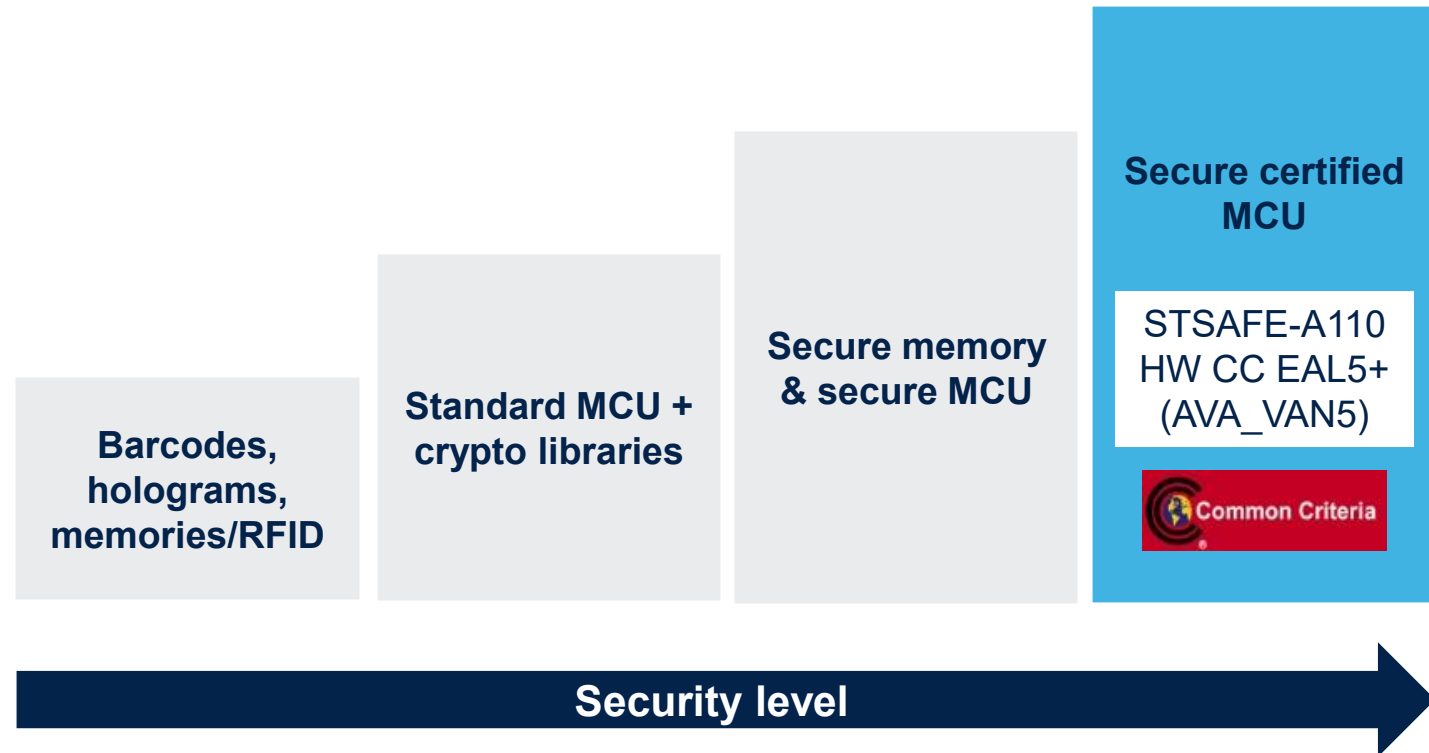 Barcodes,
holograms,
memories/RFID
Standard MCU +
crypto libraries
Secure memory
& secure MCU
Secure certified
MCU
STSAFE-A110
HW CC EAL5+
(AVA_VAN5)
Common Criteria
®
Security level